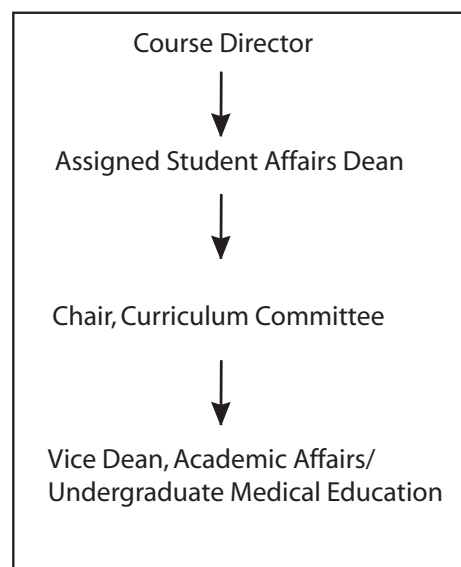 Course Director
Assigned Student Affairs Dean
Chair, Curriculum Committee
Vice Dean, Academic Affairs/
Undergraduate Medical Education